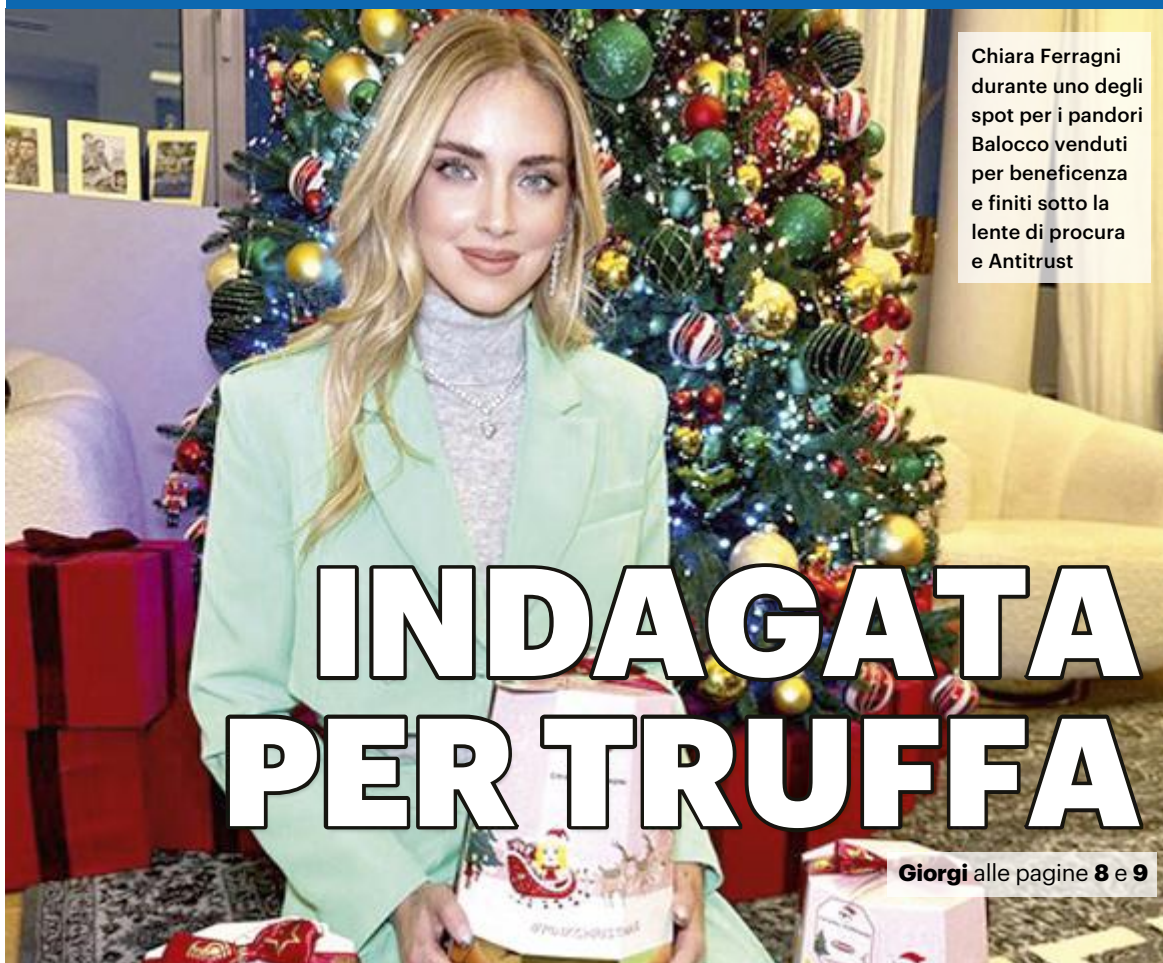 Chiara Ferragni
durante uno degli
spot per i pandori
Balocco venduti
per beneficenza
e finiti sotto la
lente di procura
e Antitrust
INDAGATA
PER TRUFFA
Giorgi alle pagine 8 e 9